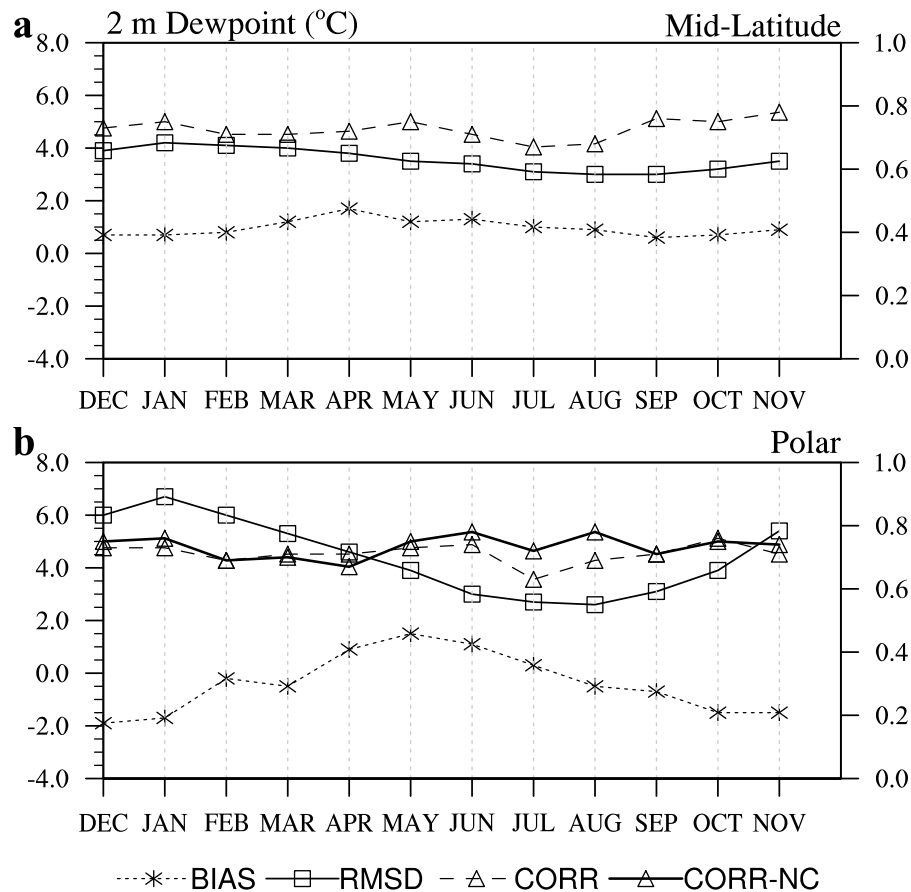 a 2 m Dewpoint (°C) Mid-Latitude
8.0 1.0
6.0 0.8
4.0 0.6
2.0 0.4
0.0
-2.0 0.2
-4.0 0.0
DEC JAN FEB MAR APR MAY JUN JUL AUG SEP OCT NOV
b Polar
8.0 1.0
6.0 0.8
4.0 0.6
2.0 0.4
0.0
-2.0 0.2
-4.0 0.0
DEC JAN FEB MAR APR MAY JUN JUL AUG SEP OCT NOV
BIAS RMSD CORR CORR-NC